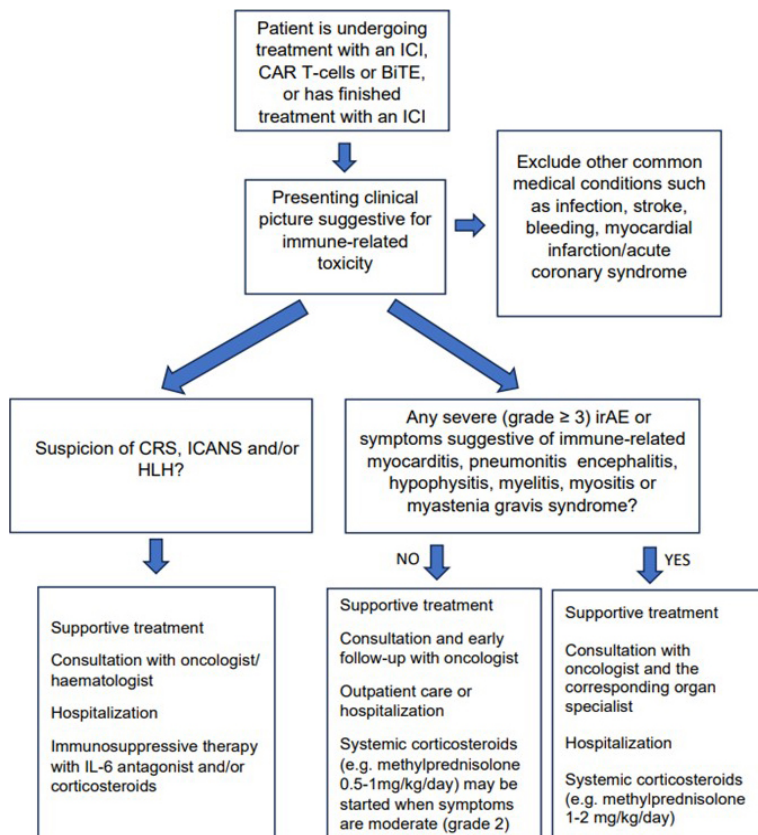 Patient is undergoing
treatment with an ICI,
CAR T-cells or BiTE,
or has finished
treatment with an ICI
Presenting clinical
picture suggestive for
immune-related
toxicity
Exclude other common
medical conditions such
as infection, stroke,
bleeding, myocardial
infarction/acute
coronary syndrome
Suspicion of CRS, ICANS and/or
HLH?
Any severe (grade ≥ 3) irAE or
symptoms suggestive of immune-related
myocarditis, pneumonitis encephalitis,
hypophysitis, myelitis, myositis or
myastenia gravis syndrome?
NO
YES
Supportive treatment
Consultation with oncologist/
haematologist
Hospitalization
Immunosuppressive therapy
with IL-6 antagonist and/or
corticosteroids
Supportive treatment
Consultation and early
follow-up with oncologist
Outpatient care or
hospitalization
Systemic corticosteroids
(e.g. methylprednisolone
0.5-1mg/kg/day) may be
started when symptoms
are moderate (grade 2)
Supportive treatment
Consultation with
oncologist and the
corresponding organ
specialist
Hospitalization
Systemic corticosteroids
(e.g. methylprednisolone
1-2 mg/kg/day)